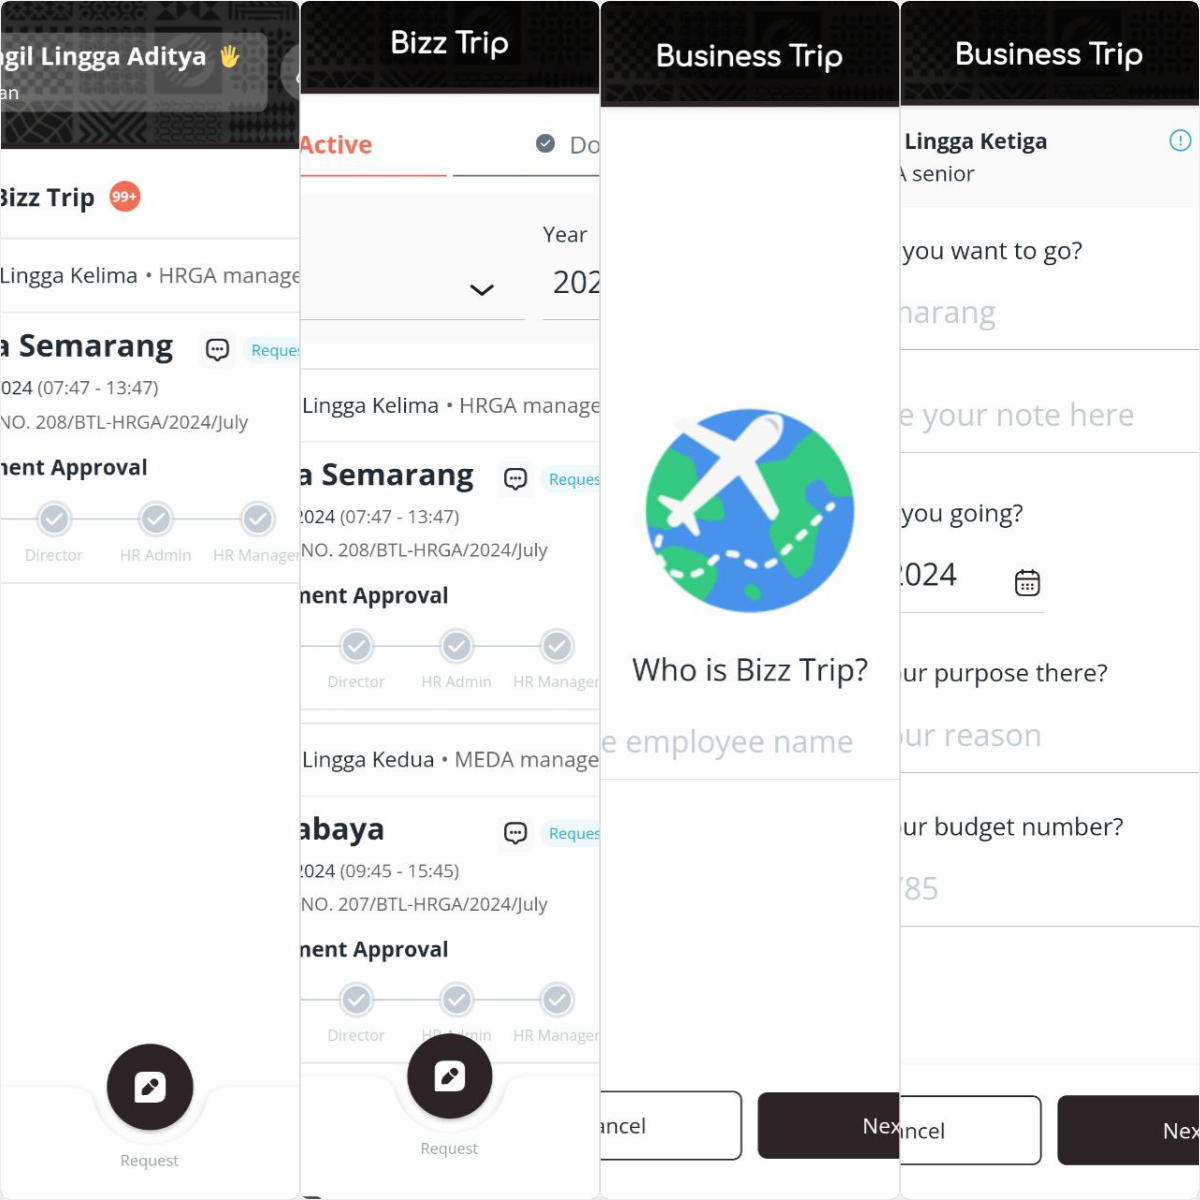 gil Lingga Aditya 🖐
an
Bizz Trip 99+
Lingga Kelima • HRGA manage
a Semarang Reques
024 (07:47 - 13:47)
NO. 208/BTL-HRGA/2024/July
nent Approval
Director HR Admin HR Manager
Request
Bizz Trip
Active Do
Year
202
Lingga Kelima • HRGA manage
a Semarang Reques
2024 (07:47 - 13:47)
NO. 208/BTL-HRGA/2024/July
nent Approval
Director HR Admin HR Manager
Lingga Kedua • MEDA manage
abaya Reques
2024 (09:45 - 15:45)
NO. 207/BTL-HRGA/2024/July
nent Approval
Director HR Admin HR Manager
Request
Business Trip
Who is Bizz Trip?
e employee name
ancel Nex
Business Trip
Lingga Ketiga
A senior
you want to go?
narang
e your note here
you going?
2024
ur purpose there?
our reason
ur budget number?
785
ncel Nex